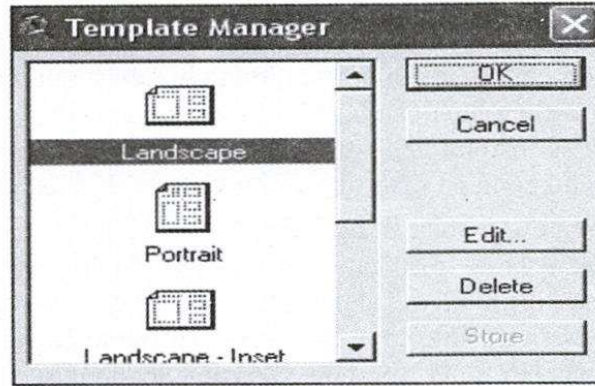 Template Manager
OK
Landscape
Cancel
Portrait
Edit...
Delete
Landscape - Inset
Store